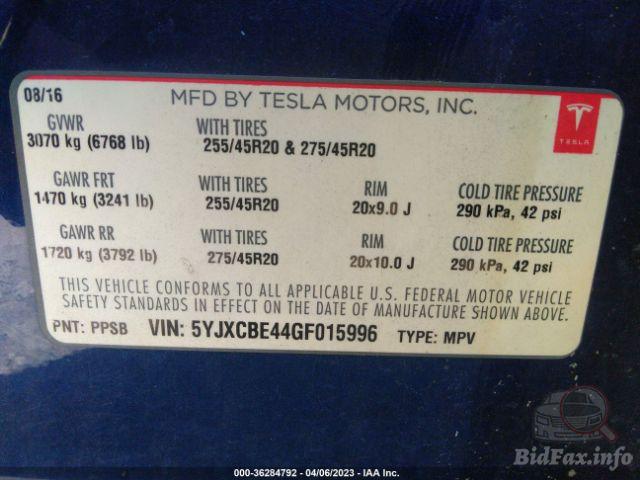 08/16
MFD BY TESLA MOTORS, INC.
TESLA
GVWR
3070 kg (6768 lb)
WITH TIRES
255/45R20 & 275/45R20
GAWR FRT
1470 kg (3241 lb)
WITH TIRES
255/45R20
RIM
20x9.0 J
COLD TIRE PRESSURE
290 kPa, 42 psi
GAWR RR
1720 kg (3792 lb)
WITH TIRES
275/45R20
RIM
20x10.0 J
COLD TIRE PRESSURE
290 kPa, 42 psi
THIS VEHICLE CONFORMS TO ALL APPLICABLE U.S. FEDERAL MOTOR VEHICLE
SAFETY STANDARDS IN EFFECT ON THE DATE OF MANUFACTURE SHOWN ABOVE.
PNT: PPSB VIN: 5YJXCBE44GF015996 TYPE: MPV
BidFax.info
000-36284792 - 04/06/2023 - IAA Inc.